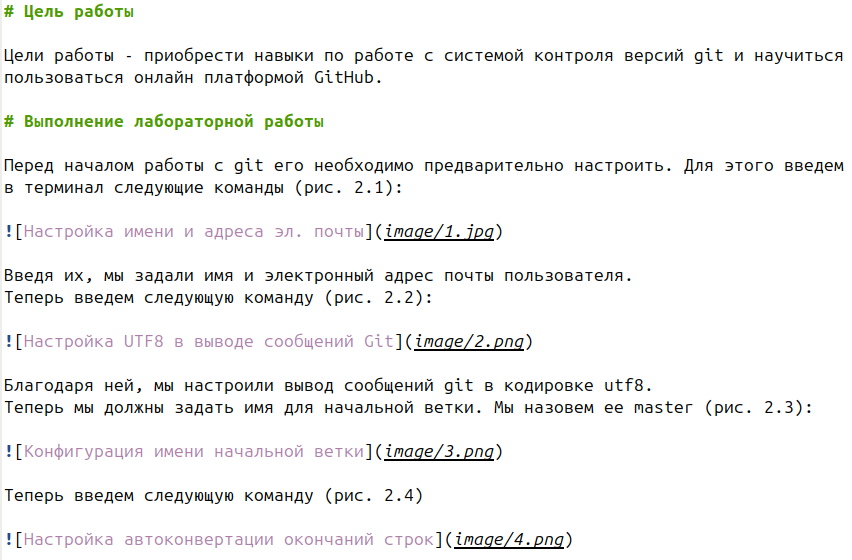 # Цель работы
Цели работы - приобрести навыки по работе с системой контроля версий git и научиться
пользоваться онлайн платформой GitHub.
# Выполнение лабораторной работы
Перед началом работы с git его необходимо предварительно настроить. Для этого введем
в терминал следующие команды (рис. 2.1):
![Настройка имени и адреса эл. почты](image/1.jpg)
Введя их, мы задали имя и электронный адрес почты пользователя.
Теперь введем следующую команду (рис. 2.2):
![Настройка UTF8 в выводе сообщений Git](image/2.png)
Благодаря ней, мы настроили вывод сообщений git в кодировке utf8.
Теперь мы должны задать имя для начальной ветки. Мы назовем ее master (рис. 2.3):
![Конфигурация имени начальной ветки](image/3.png)
Теперь введем следующую команду (рис. 2.4)
![Настройка автоконвертации окончаний строк](image/4.png)